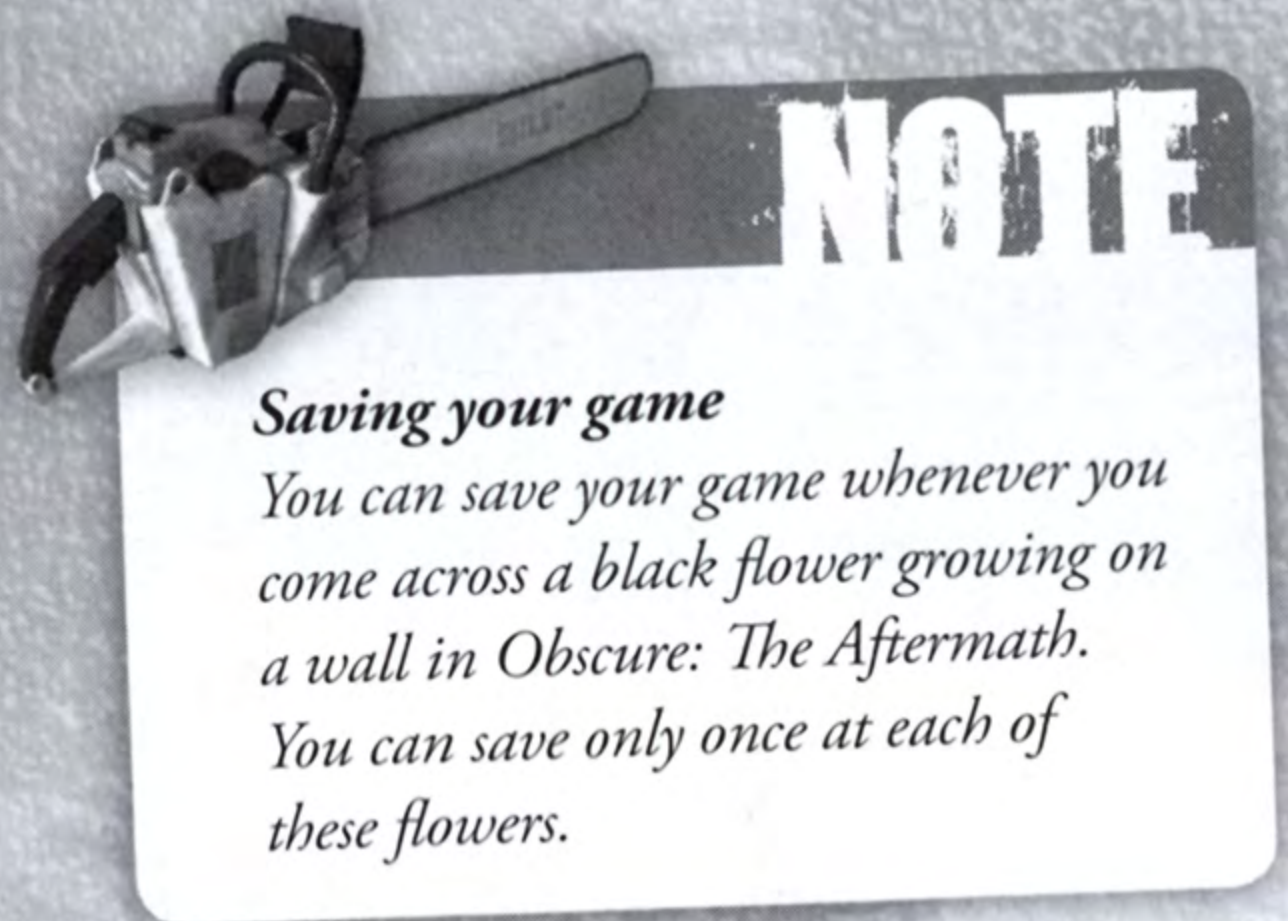 NOTE
Saving your game
You can save your game whenever you
come across a black flower growing on
a wall in Obscure: The Aftermath.
You can save only once at each of
these flowers.